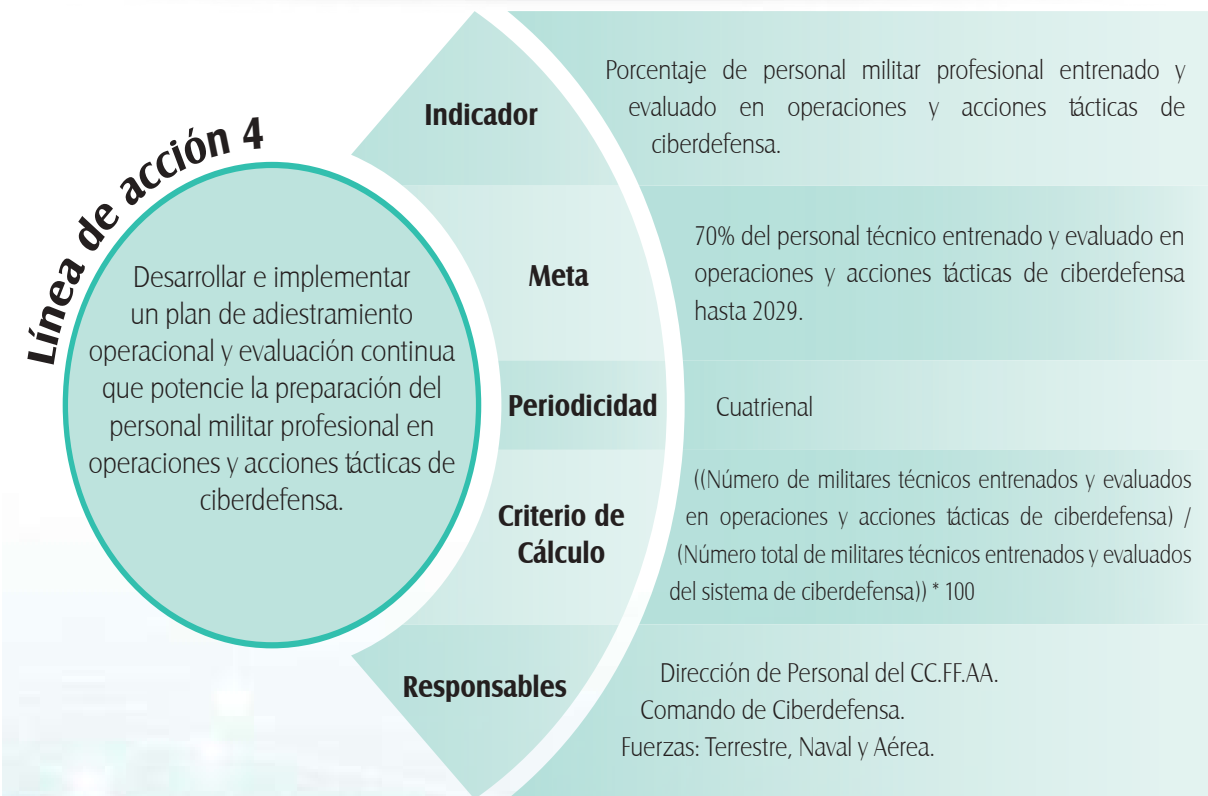 Línea de acción 4
Desarrollar e implementar
un plan de adiestramiento
operacional y evaluación continua
que potencie la preparación del
personal militar profesional en
operaciones y acciones tácticas de
ciberdefensa.
Indicador
Porcentaje de personal militar profesional entrenado y
evaluado en operaciones y acciones tácticas de
ciberdefensa.
Meta
70% del personal técnico entrenado y evaluado en
operaciones y acciones tácticas de ciberdefensa
hasta 2029.
Periodicidad
Cuatrienal
Criterio de
Cálculo
((Número de militares técnicos entrenados y evaluados
en operaciones y acciones tácticas de ciberdefensa) /
(Número total de militares técnicos entrenados y evaluados
del sistema de ciberdefensa)) * 100
Responsables
Dirección de Personal del CC.FF.AA.
Comando de Ciberdefensa.
Fuerzas: Terrestre, Naval y Aérea.